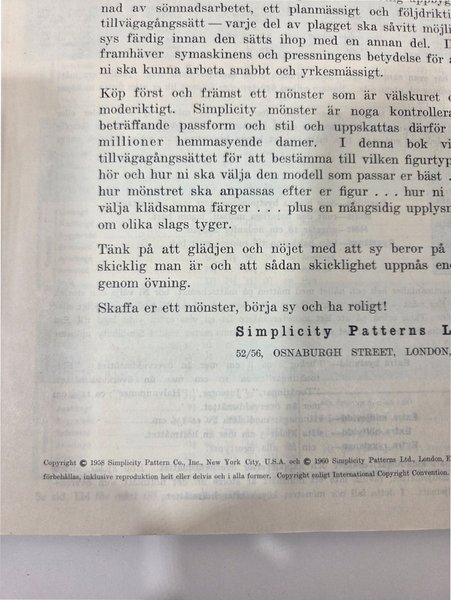 nad av sömnadsarbetet, ett planmässigt och
tillvägagångssätt — varje del av plagget ska såvitt
sys färdig innan den sätts ihop med en annan del.
framhäver symaskinens och pressningens betydelse för
ni ska kunna arbeta snabbt och yrkesmässigt.
Köp först och främst ett mönster som är välskuret
moderiktigt. Simplicity mönster är noga
beträffande passform och stil och uppskattas därför
millioner hemmasyende damer. I denna bok
tillvägagångssättet för att bestämma till vilken
hör och hur ni ska välja den modell som passar er bäst
hur mönstret ska anpassas efter er figur . . . hur ni
välja klädsamma färger . . . plus en mångsidig
om olika slags tyger.
Tänk på att glädjen och nöjet med att sy beror på
skicklig man är och att sådan skicklighet uppnås
genom övning.
Skaffa er ett mönster, börja sy och ha roligt!
Simplicity Patterns
52/56, OSNABURGH STREET, LONDON,
Copyright © 1958 Simplicity Pattern Co., Inc., New York City, U.S.A. och © 1960 Simplicity Patterns Ltd., London,
förbehållas, inklusive reproduktion helt eller delvis och i alla former. Copyright enligt International Copyright Convention.